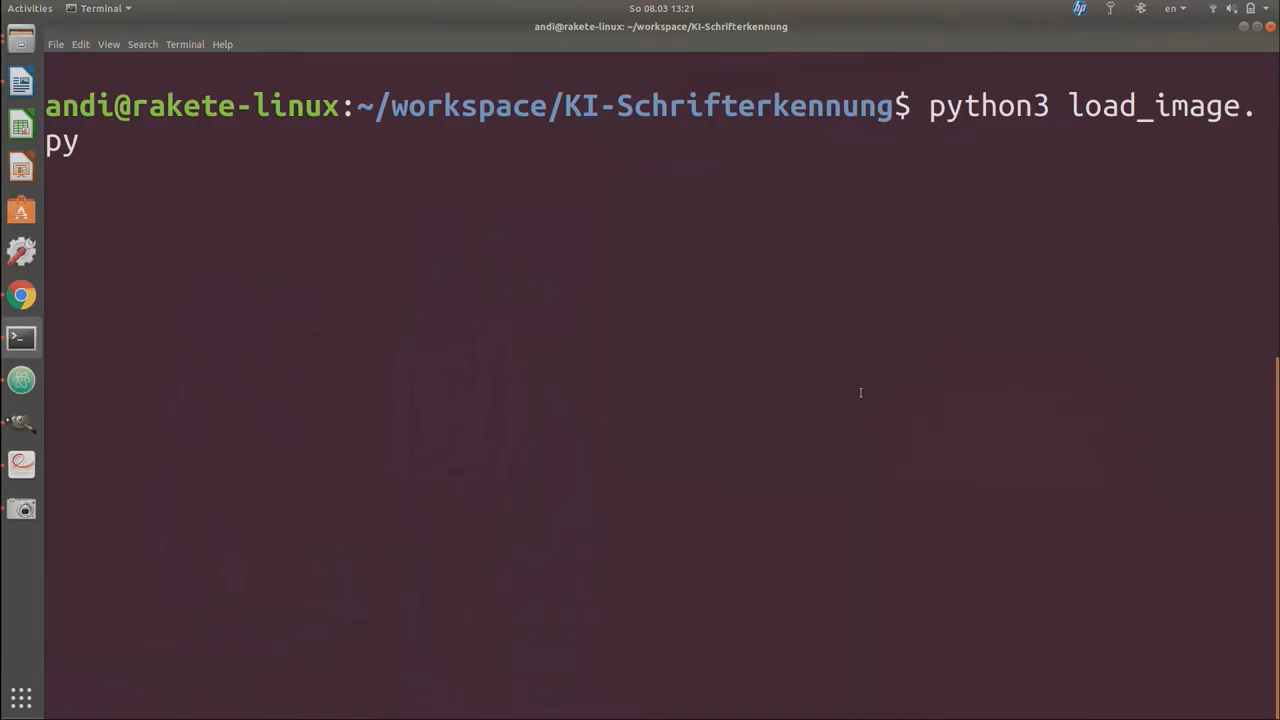 Activities Terminal So 08.03 13:21 hp en
andi@rakete-linux: ~/workspace/KI-Schrifterkennung
File Edit View Search Terminal Help
andi@rakete-linux:~/workspace/KI-Schrifterkennung$ python3 load_image.
py